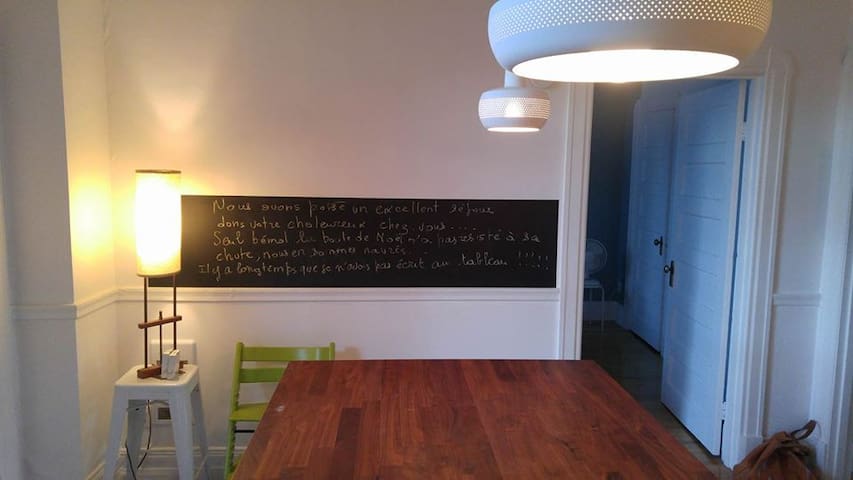 Nous avons passé un excellent séjour
dans votre chaleureux chez vous....
Seul bémol la boule de Noël n'a pas résisté à sa
chute, nous en sommes navrés
Il y a longtemps que je n'avais pas écrit au tableau !!!!!